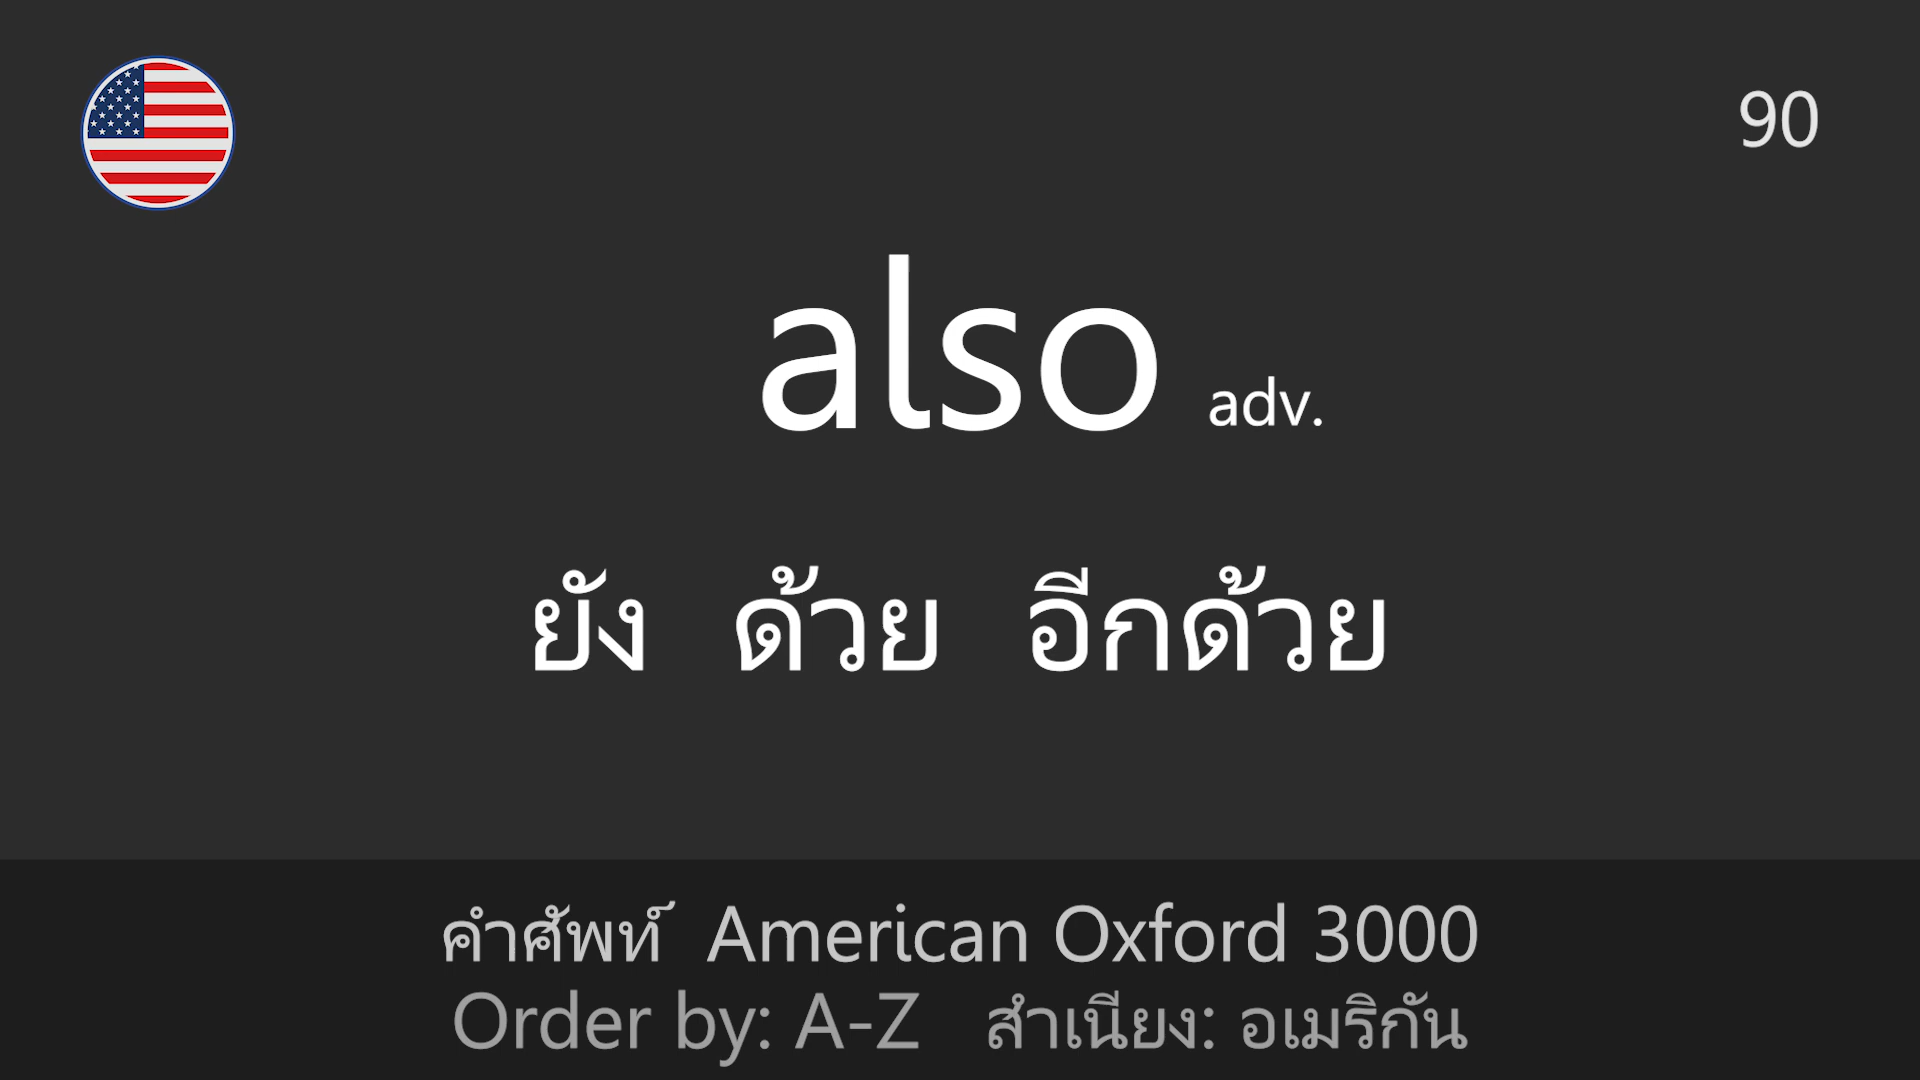 90
also adv.
ยัง ด้วย อีกด้วย
คำศัพท์ American Oxford 3000
Order by: A-Z สำเนียง: อเมริกัน